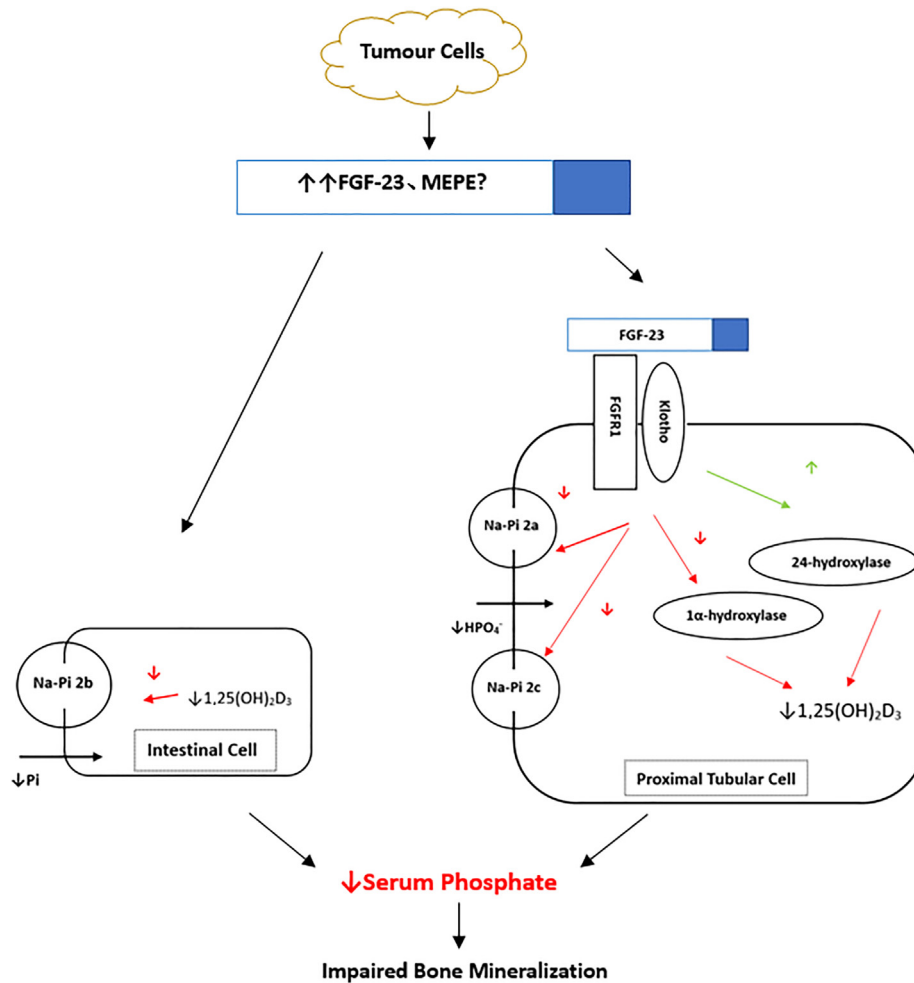 Tumour Cells
↑↑FGF-23、MEPE?
FGF-23
FGFR1
Klotho
↑
↓
Na-Pi 2a
↓
24-hydroxylase
↓
1α-hydroxylase
↓HPO₄⁻
Na-Pi 2b
↓
↓1,25(OH)₂D₃
Na-Pi 2c
↓1,25(OH)₂D₃
Intestinal Cell
↓Pi
Proximal Tubular Cell
↓Serum Phosphate
Impaired Bone Mineralization